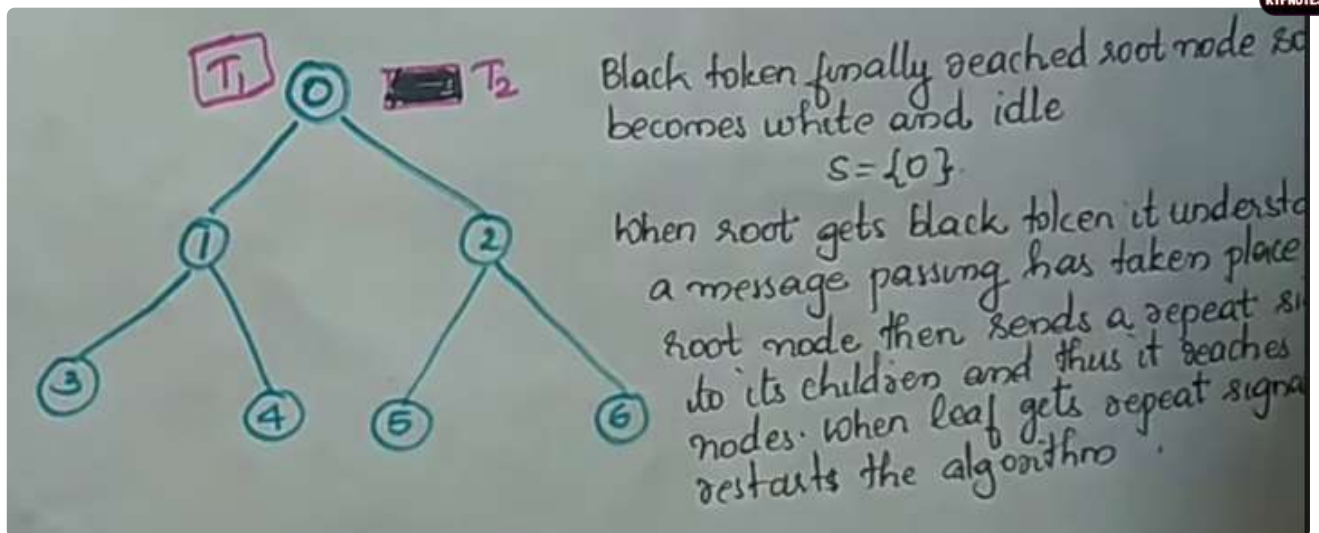 T1
0
T2
1
2
3
4
5
6
Black token finally reached root node so
becomes white and idle
S={0}
When root gets black token it understa
a message passing has taken place
root node then sends a repeat si
to its children and thus it reaches
nodes. When leaf gets repeat signa
restarts the algorithm.